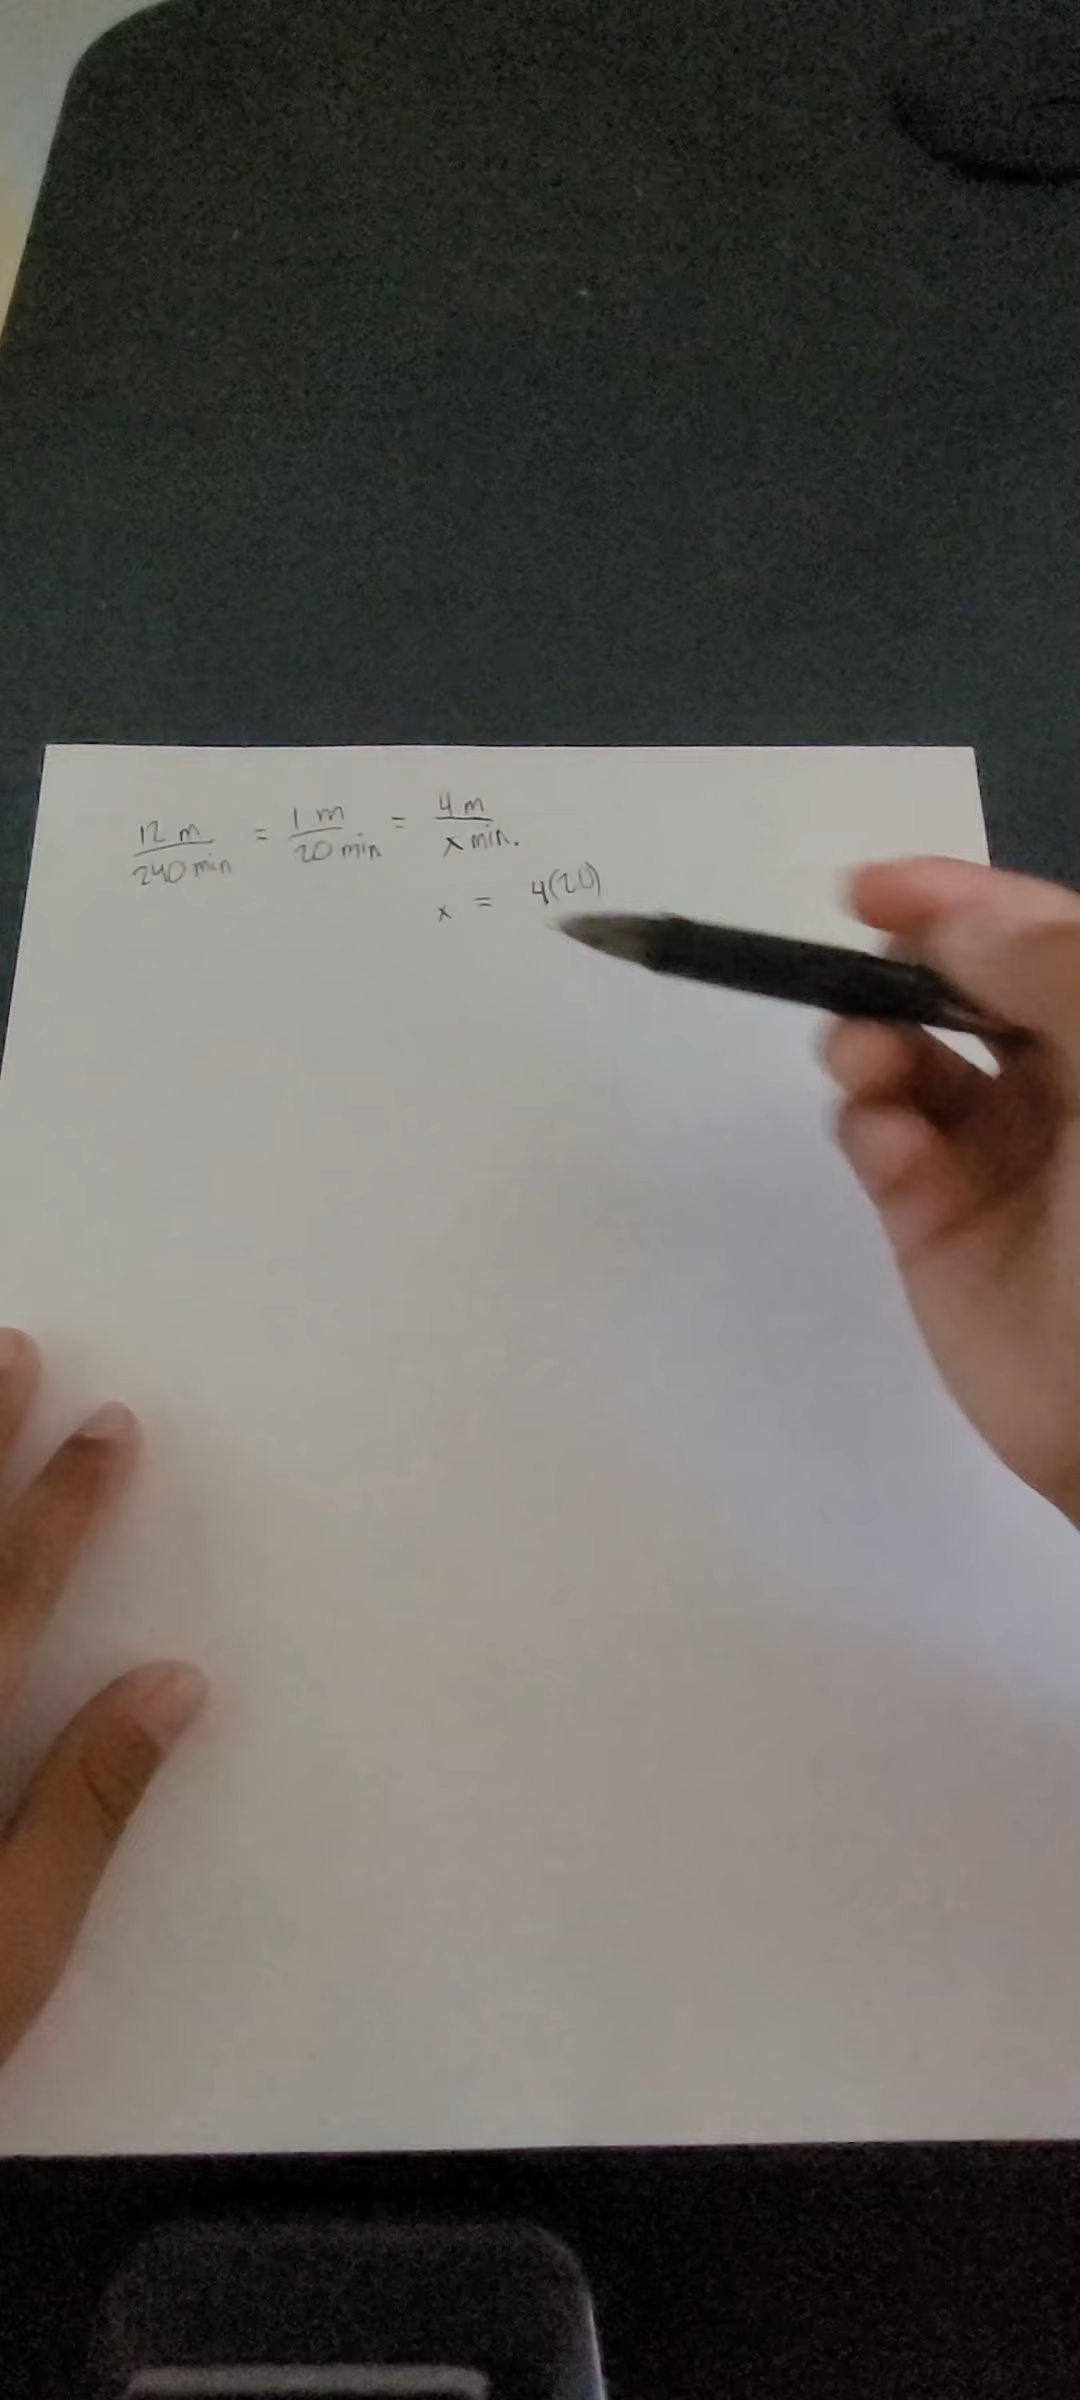 12 m / 240 min = 1 m / 20 min = 4 m / x min.
x = 4(20)